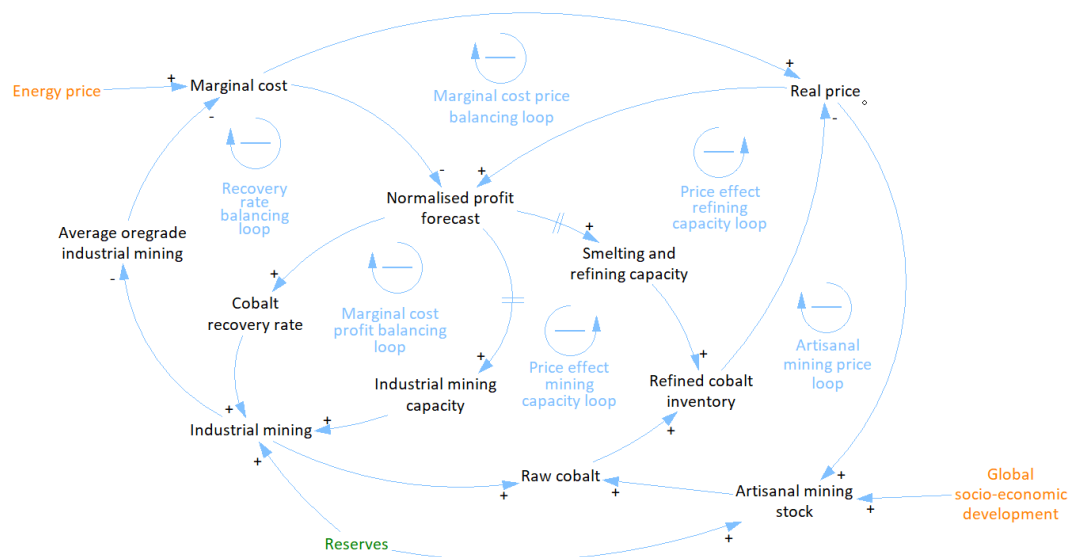 +
+
Energy price
Marginal cost
Real price
-
-
Marginal cost price
balancing loop
Recovery
rate
balancing
loop
-
+
Price effect
refining
capacity loop
Normalised profit
forecast
Average oregrade
industrial mining
+
Smelting and
refining capacity
-
+
Cobalt
recovery rate
Marginal cost
profit balancing
loop
Artisanal
mining price
loop
+
Price effect
mining
capacity loop
+
Industrial mining
capacity
Refined cobalt
inventory
+
+
Industrial mining
+
+
+
Raw cobalt
+
+
+
Artisanal mining
stock
+
Global
socio-economic
development
+
Reserves